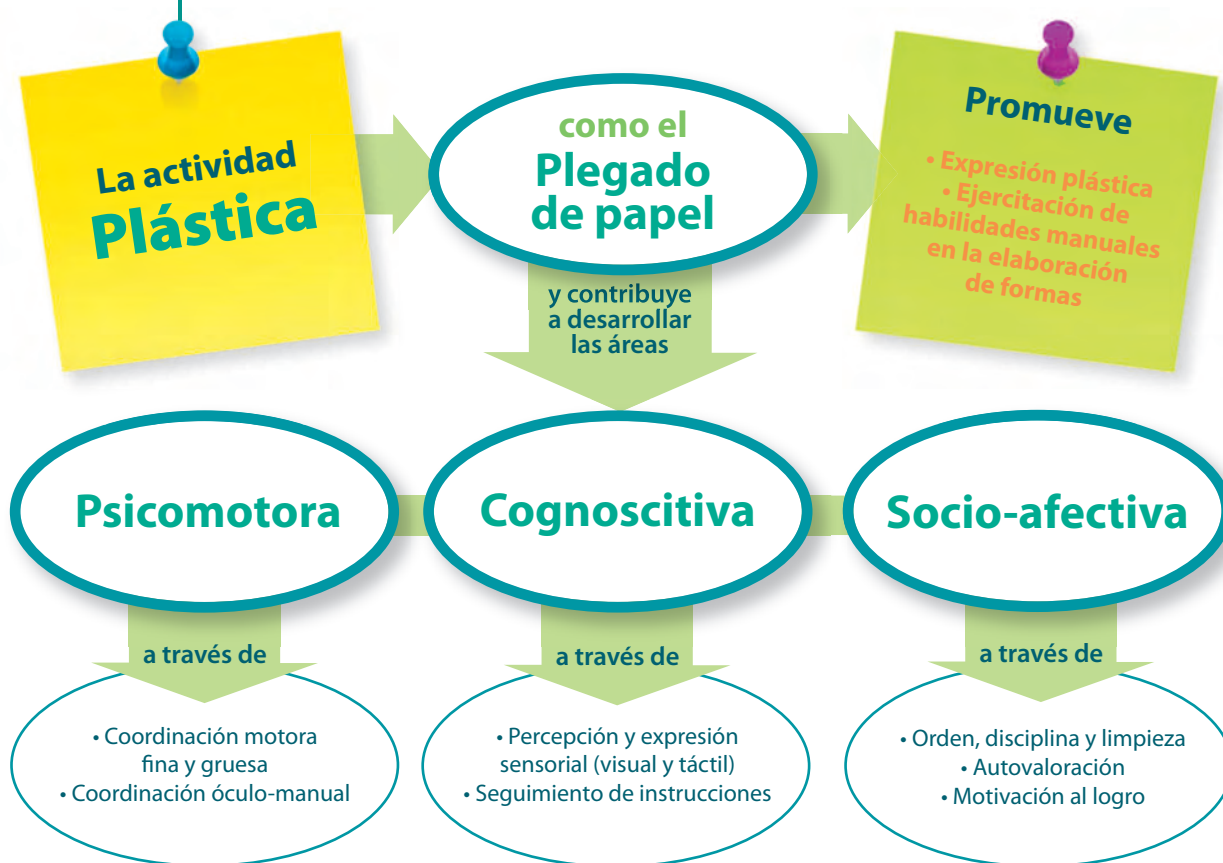 La actividad
Plástica
como el
Plegado
de papel
Promueve
• Expresión plástica
• Ejercitación de
habilidades manuales
en la elaboración
de formas
y contribuye
a desarrollar
las áreas
Psicomotora
Cognoscitiva
Socio-afectiva
a través de
a través de
a través de
• Coordinación motora
fina y gruesa
• Coordinación óculo-manual
• Percepción y expresión
sensorial (visual y táctil)
• Seguimiento de instrucciones
• Orden, disciplina y limpieza
• Autovaloración
• Motivación al logro